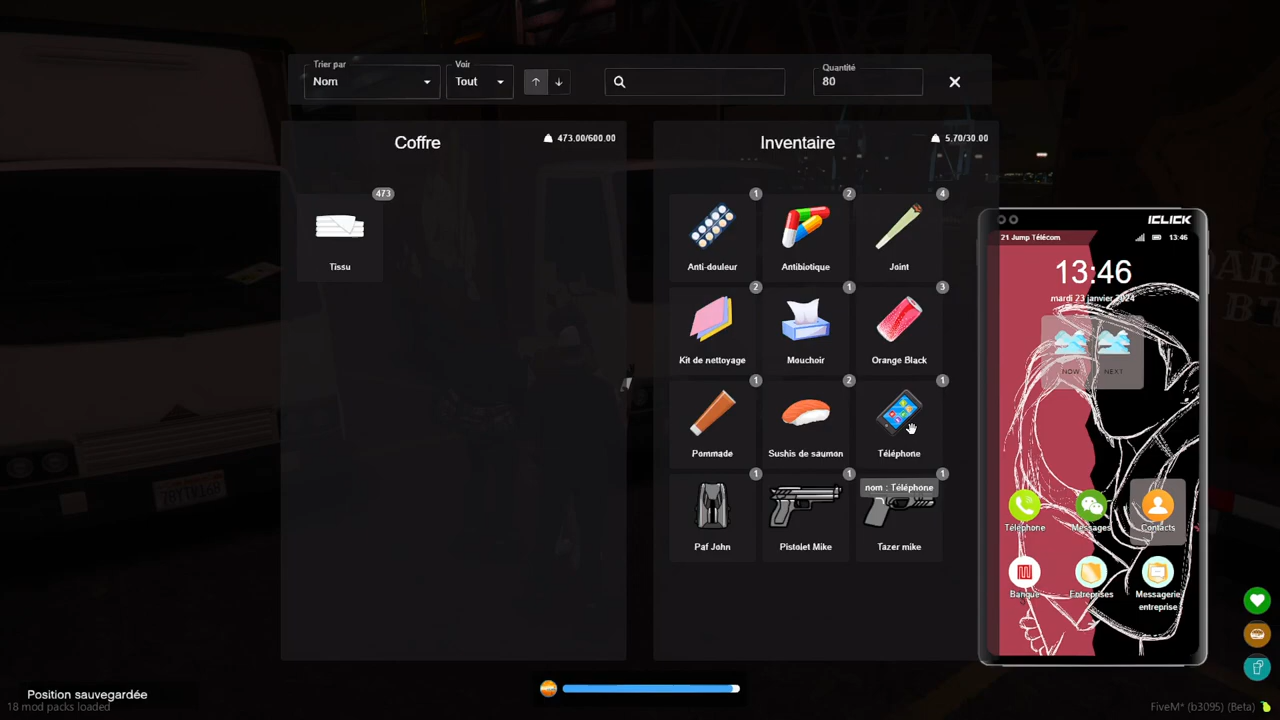 Trier par
Nom
Voir
Tout
Quantité
80
Coffre
473.00/600.00
473
Tissu
Inventaire
5.70/30.00
1
Anti-douleur
2
Antibiotique
4
Joint
2
Kit de nettoyage
1
Mouchoir
3
Orange Black
1
Pommade
2
Sushis de saumon
1
Téléphone
1
Paf John
1
Pistolet Mike
1
nom : Téléphone
Tazer mike
ICLICK
21 Jump Télécom
13:46
13:46
mardi 23 janvier 2024
NOW
NEXT
Téléphone
Messages
Contacts
Banque
Entreprises
Messagerie
entreprise
Position sauvegardée
18 mod packs loaded
FiveM* (b3095) (Beta)